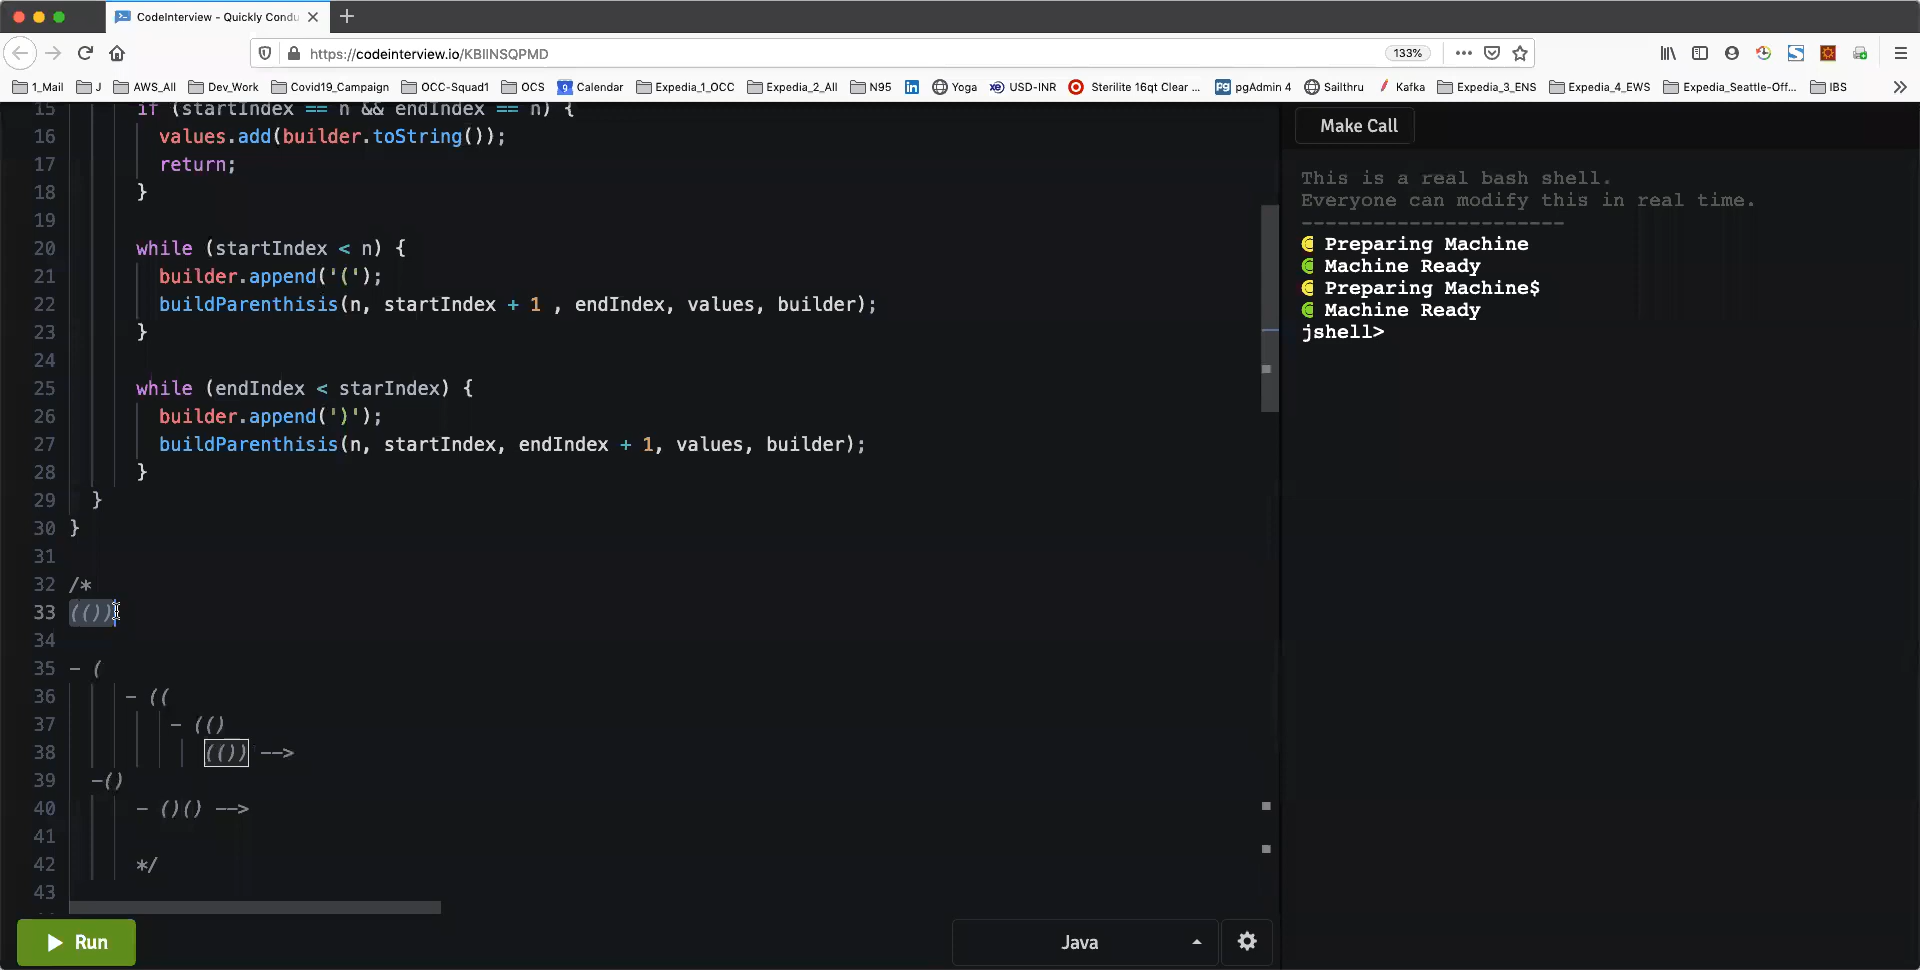 CodeInterview - Quickly Condu
https://codeinterview.io/KBIINSQPMD
133%
1_Mail J AWS_All Dev_Work Covid19_Campaign OCC-Squad1 OCS Calendar Expedia_1_OCC Expedia_2_All N95 Yoga USD-INR Sterilite 16qt Clear ... pgAdmin 4 Sailthru Kafka Expedia_3_ENS Expedia_4_EWS Expedia_Seattle-Off... IBS
15 if (startIndex == n && endIndex == n) {
16 values.add(builder.toString());
17 return;
18 }
19
20 while (startIndex < n) {
21 builder.append('(');
22 buildParenthisis(n, startIndex + 1 , endIndex, values, builder);
23 }
24
25 while (endIndex < starIndex) {
26 builder.append(')');
27 buildParenthisis(n, startIndex, endIndex + 1, values, builder);
28 }
29 }
30 }
31
32 /*
33 (())
34
35 - (
36 - ((
37 - (()
38 (()) -->
39 -()
40 - ()() -->
41
42 */
43
Run
Java
Make Call
This is a real bash shell.
Everyone can modify this in real time.
----------------------
Preparing Machine
Machine Ready
Preparing Machine$
Machine Ready
jshell>